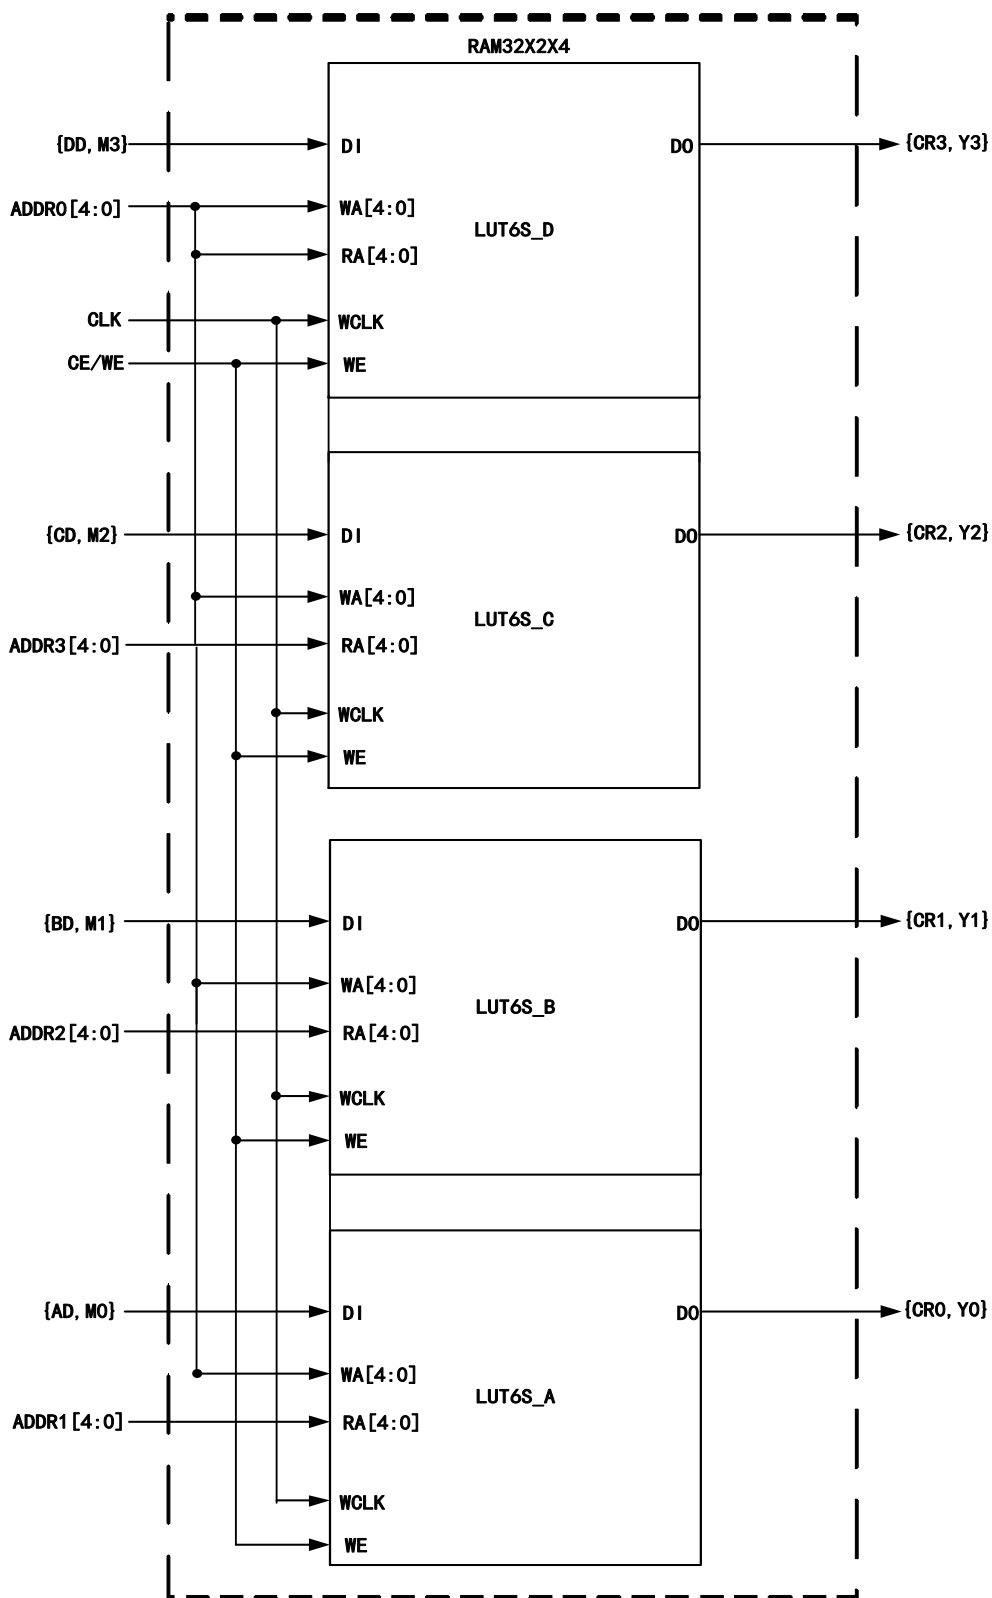 RAM32X2X4
{DD, M3}
DI
DO
{CR3, Y3}
ADDR0[4:0]
WA[4:0]
LUT6S_D
RA[4:0]
CLK
WCLK
CE/WE
WE
{CD, M2}
DI
DO
{CR2, Y2}
WA[4:0]
LUT6S_C
ADDR3[4:0]
RA[4:0]
WCLK
WE
{BD, M1}
DI
DO
{CR1, Y1}
WA[4:0]
LUT6S_B
ADDR2[4:0]
RA[4:0]
WCLK
WE
{AD, M0}
DI
DO
{CR0, Y0}
WA[4:0]
LUT6S_A
ADDR1[4:0]
RA[4:0]
WCLK
WE